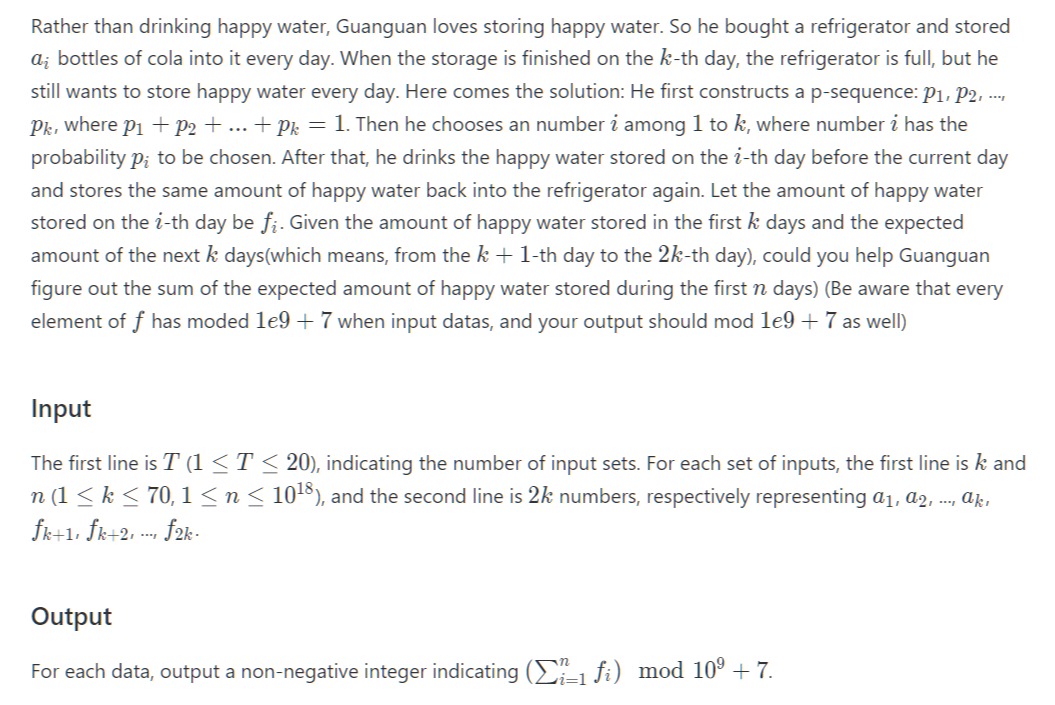 Rather than drinking happy water, Guanguan loves storing happy water. So he bought a refrigerator and stored
a_i bottles of cola into it every day. When the storage is finished on the k-th day, the refrigerator is full, but he
still wants to store happy water every day. Here comes the solution: He first constructs a p-sequence: p_1, p_2, ...,
p_k, where p_1 + p_2 + ... + p_k = 1. Then he chooses an number i among 1 to k, where number i has the
probability p_i to be chosen. After that, he drinks the happy water stored on the i-th day before the current day
and stores the same amount of happy water back into the refrigerator again. Let the amount of happy water
stored on the i-th day be f_i. Given the amount of happy water stored in the first k days and the expected
amount of the next k days(which means, from the k + 1-th day to the 2k-th day), could you help Guanguan
figure out the sum of the expected amount of happy water stored during the first n days) (Be aware that every
element of f has moded 1e9 + 7 when input datas, and your output should mod 1e9 + 7 as well)
Input
The first line is T (1 ≤ T ≤ 20), indicating the number of input sets. For each set of inputs, the first line is k and
n (1 ≤ k ≤ 70, 1 ≤ n ≤ 10^18), and the second line is 2k numbers, respectively representing a_1, a_2, ..., a_k,
f_{k+1}, f_{k+2}, ..., f_{2k}.
Output
For each data, output a non-negative integer indicating (∑_{i=1}^n f_i) mod 10^9 + 7.